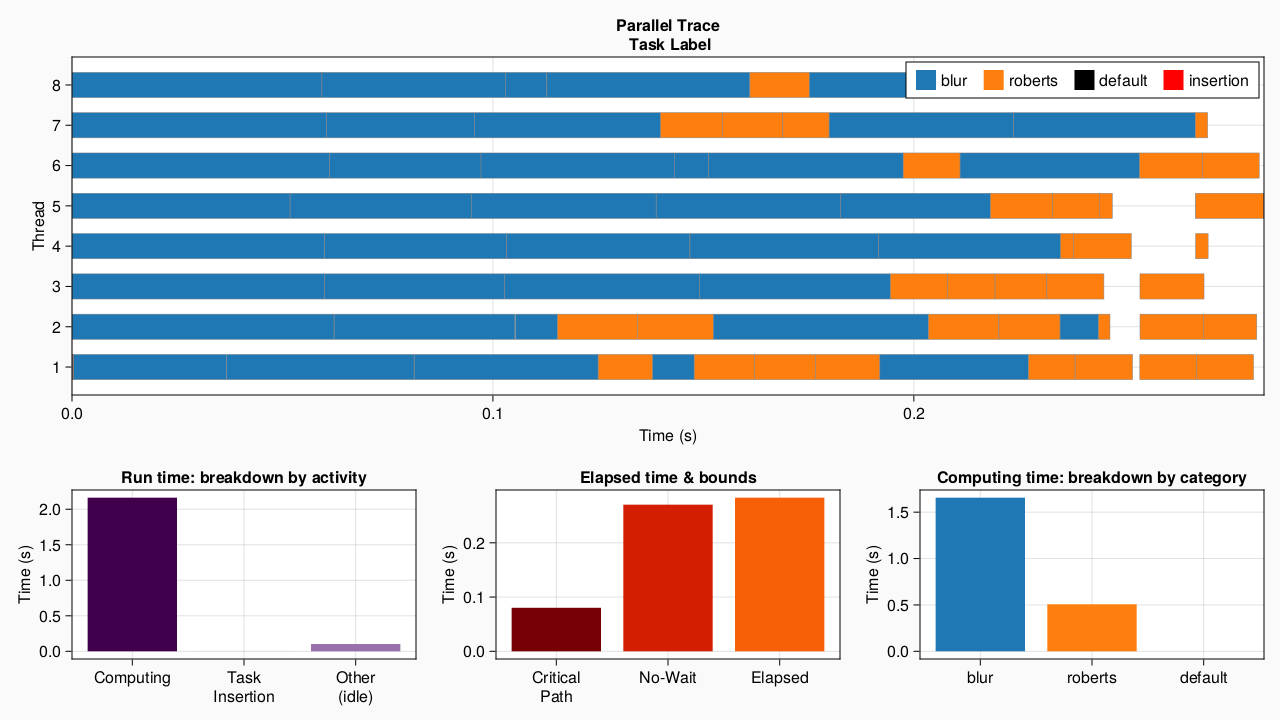 Parallel Trace
Task Label
blur roberts default insertion
Thread
8
7
6
5
4
3
2
1
0.0 0.1 0.2
Time (s)
Run time: breakdown by activity
Time (s)
2.0
1.5
1.0
0.5
0.0
Computing Task Insertion Other (idle)
Elapsed time & bounds
Time (s)
0.2
0.1
0.0
Critical Path No-Wait Elapsed
Computing time: breakdown by category
Time (s)
1.5
1.0
0.5
0.0
blur roberts default